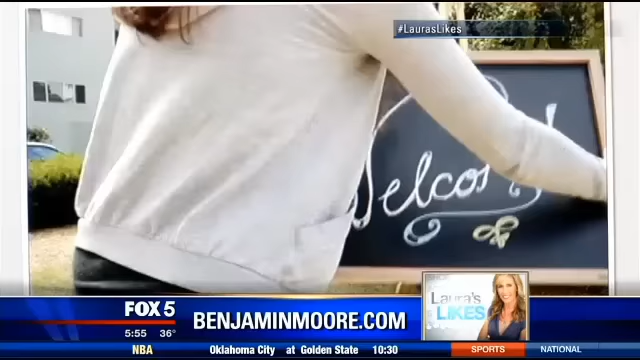 #LaurasLikes
Welcom
FOX 5
5:55 36°
BENJAMINMOORE.COM
Laura's
LIKES
SPORTS
NATIONAL
NBA
Oklahoma City at Golden State 10:30